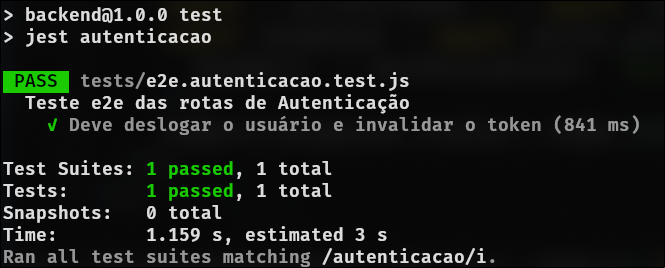 > backend@1.0.0 test
> jest autenticacao
PASS tests/e2e.autenticacao.test.js
Teste e2e das rotas de Autenticação
√ Deve deslogar o usuário e invalidar o token (841 ms)
Test Suites: 1 passed, 1 total
Tests: 1 passed, 1 total
Snapshots: 0 total
Time: 1.159 s, estimated 3 s
Ran all test suites matching /autenticacao/i.